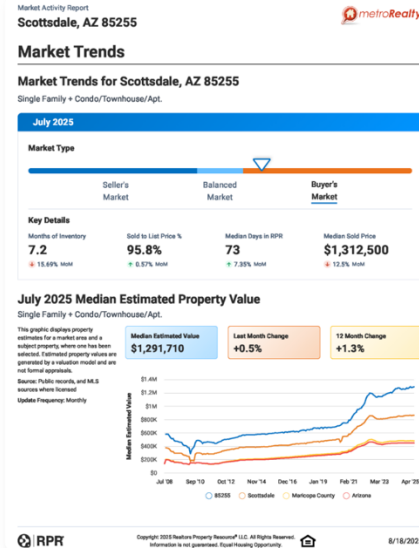 Market Activity Report
Scottsdale, AZ 85255
metroRealty
Market Trends
Market Trends for Scottsdale, AZ 85255
Single Family + Condo/Townhouse/Apt.
July 2025
Market Type
Seller's Market
Balanced Market
Buyer's Market
Key Details
Months of Inventory
7.2
15.69% MoM
Sold to List Price %
95.8%
0.57% MoM
Median Days in RPR
73
7.35% MoM
Median Sold Price
$1,312,500
12.5% MoM
July 2025 Median Estimated Property Value
Single Family + Condo/Townhouse/Apt.
This graphic displays property
estimates for a market area and a
subject property, where one has been
selected. Estimated property values are
generated by a valuation model and are
not formal appraisals.
Source: Public records, and MLS
sources where licensed
Update Frequency: Monthly
Median Estimated Value
$1,291,710
Last Month Change
+0.5%
12 Month Change
+1.3%
Median Estimated Value
$1.4M
$1.2M
$1M
$800K
$600K
$400K
$200K
$0
Jul '08 Sep '10 Oct '12 Nov '14 Dec '16 Jan '19 Feb '21 Mar '23 Apr '25
85255 Scottsdale Maricopa County Arizona
RPR
Copyright 2025 Realtors Property Resource® LLC. All Rights Reserved.
Information is not guaranteed. Equal Housing Opportunity.